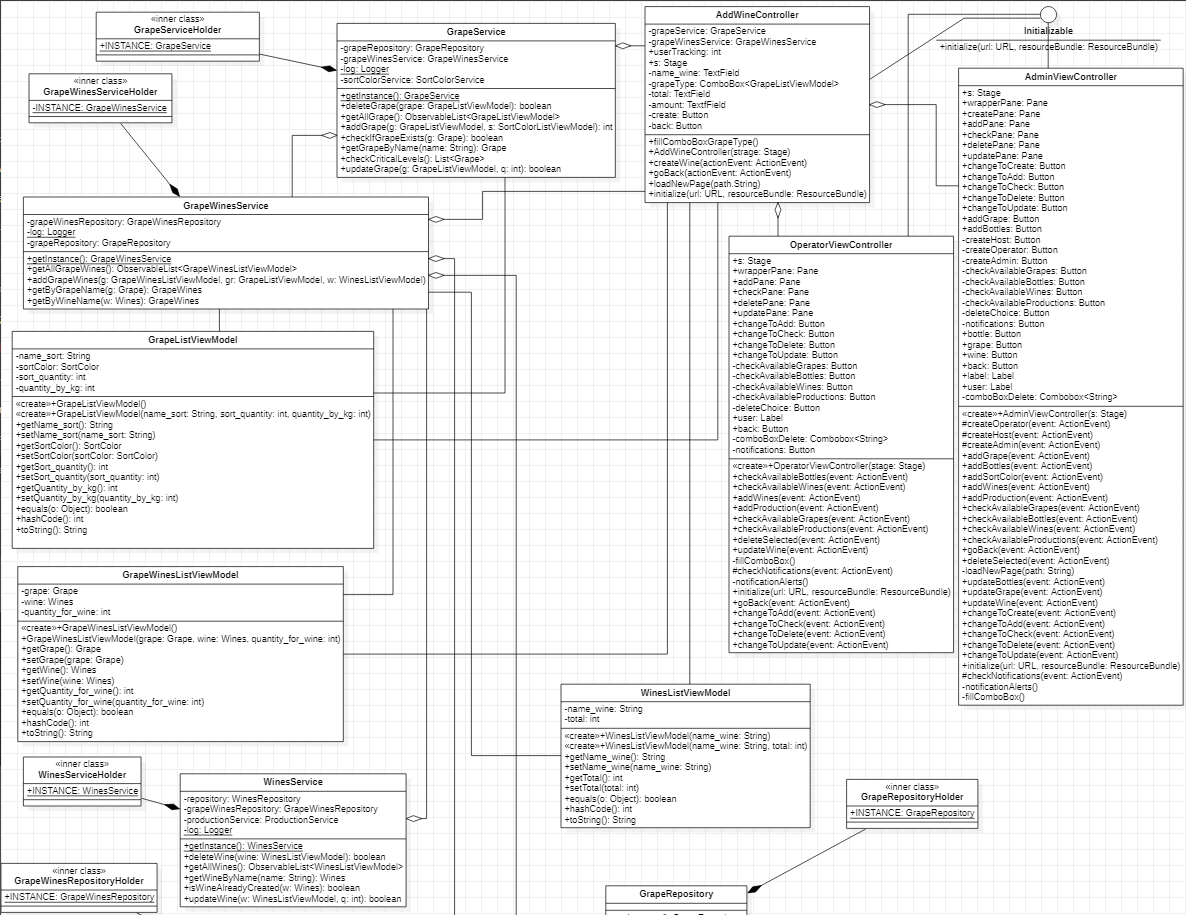 «inner class»
GrapeServiceHolder
+INSTANCE: GrapeService
«inner class»
GrapeWinesServiceHolder
-INSTANCE: GrapeWinesService
GrapeService
-grapeRepository: GrapeRepository
-grapeWinesService: GrapeWinesService
-log: Logger
-sortColorService: SortColorService
+getInstance(): GrapeService
+deleteGrape(grape: GrapeListViewModel): boolean
+getAllGrape(): ObservableList<GrapeListViewModel>
+addGrape(g: GrapeListViewModel, s: SortColorListViewModel): int
+checkIfGrapeExists(g: Grape): boolean
+getGrapeByName(name: String): Grape
+checkCriticalLevels(): List<Grape>
+updateGrape(g: GrapeListViewModel, q: int): boolean
AddWineController
-grapeService: GrapeService
-grapeWinesService: GrapeWinesService
+userTracking: int
+s: Stage
-name_wine: TextField
-grapeType: ComboBox<GrapeListViewModel>
-total: TextField
-amount: TextfField
-create: Button
-back: Button
+fillComboBoxGrapeType()
+AddWineController(strage: Stage)
+createWine(actionEvent: ActionEvent)
+goBack(actionEvent: ActionEvent)
+loadNewPage(path.String)
+initialize(url: URL, resourceBundle: ResourceBundle)
Initializable
+initialize(url: URL, resourceBundle: ResourceBundle)
AdminViewController
+s: Stage
+wrapperPane: Pane
+createPane: Pane
+addPane: Pane
+checkPane: Pane
+deletePane: Pane
+updatePane: Pane
+changeToCreate: Button
+changeToAdd: Button
+changeToCheck: Button
+changeToDelete: Button
+changeToUpdate: Button
+addGrape: Button
+addBottles: Button
-createHost: Button
-createOperator: Button
-createAdmin: Button
-checkAvailableGrapes: Button
-checkAvailableBottles: Button
-checkAvailableWines: Button
-checkAvailableProductions: Button
-deleteChoice: Button
-notifications: Button
+bottle: Button
+grape: Button
+wine: Button
+back: Button
+label: Label
+user: Label
-comboBoxDelete: Combobox<String>
«create»+AdminViewController(s: Stage)
#createOperator(event: ActionEvent)
#createHost(event: ActionEvent)
#createAdmin(event: ActionEvent)
+addGrape(event: ActionEvent)
+addBottles(event: ActionEvent)
+addSortColor(event: ActionEvent)
+addWines(event: ActionEvent)
+addProduction(event: ActionEvent)
+checkAvailableGrapes(event: ActionEvent)
+checkAvailableBottles(event: ActionEvent)
+checkAvailableWines(event: ActionEvent)
+checkAvailableProductions(event: ActionEvent)
+goBack(event: ActionEvent)
+deleteSelected(event: ActionEvent)
-loadNewPage(path: String)
+updateBottles(event: ActionEvent)
+updateGrape(event: ActionEvent)
+updateWine(event: ActionEvent)
+changeToCreate(event: ActionEvent)
+changeToAdd(event: ActionEvent)
+changeToCheck(event: ActionEvent)
+changeToDelete(event: ActionEvent)
+changeToUpdate(event: ActionEvent)
+initialize(url: URL, resourceBundle: ResourceBundle)
#checkNotifications(event: ActionEvent)
-notificationAlerts()
-fillComboBox()
GrapeWinesService
-grapeWinesRepository: GrapeWinesRepository
-log: Logger
-grapeRepository: GrapeRepository
+getInstance(): GrapeWinesService
+getAllGrapeWines(): ObservableList<GrapeWinesListViewModel>
+addGrapeWines(g: GrapeWinesListViewModel, gr: GrapeListViewModel, w: WinesListViewModel)
+getByGrapeName(g: Grape): GrapeWines
+getByWineName(w: Wines): GrapeWines
OperatorViewController
+s: Stage
+wrapperPane: Pane
+addPane: Pane
+checkPane: Pane
+deletePane: Pane
+updatePane: Pane
+changeToAdd: Button
+changeToCheck: Button
+changeToDelete: Button
+changeToUpdate: Button
-checkAvailableGrapes: Button
-checkAvailableBottles: Button
-checkAvailableWines: Button
-checkAvailableProductions: Button
-deleteChoice: Button
+user: Label
+back: Button
-comboBoxDelete: Combobox<String>
-notifications: Button
«create»+OperatorViewController(stage: Stage)
+checkAvailableBottles(event: ActionEvent)
+checkAvailableWines(event: ActionEvent)
+addWines(event: ActionEvent)
+addProduction(event: ActionEvent)
+checkAvailableGrapes(event: ActionEvent)
+checkAvailableProductions(event: ActionEvent)
+deleteSelected(event: ActionEvent)
+updateWine(event: ActionEvent)
-fillComboBox()
#checkNotifications(event: ActionEvent)
-notificationAlerts()
+initialize(url: URL, resourceBundle: ResourceBundle)
+goBack(event: ActionEvent)
+changeToAdd(event: ActionEvent)
+changeToCheck(event: ActionEvent)
+changeToDelete(event: ActionEvent)
+changeToUpdate(event: ActionEvent)
GrapeListViewModel
-name_sort: String
-sortColor: SortColor
-sort_quantity: int
-quantity_by_kg: int
«create»+GrapeListViewModel()
«create»+GrapeListViewModel(name_sort: String, sort_quantity: int, quantity_by_kg: int)
+getName_sort(): String
+setName_sort(name_sort: String)
+getSortColor(): SortColor
+setSortColor(sortColor: SortColor)
+getSort_quantity(): int
+setSort_quantity(sort_quantity: int)
+getQuantity_by_kg(): int
+setQuantity_by_kg(quantity_by_kg: int)
+equals(o: Object): boolean
+hashCode(): int
+toString(): String
GrapeWinesListViewModel
-grape: Grape
-wine: Wines
-quantity_for_wine: int
«create»+GrapeWinesListViewModel()
+GrapeWinesListViewModel(grape: Grape, wine: Wines, quantity_for_wine: int)
+getGrape(): Grape
+setGrape(grape: Grape)
+getWine(): Wines
+setWine(wine: Wines)
+getQuantity_for_wine(): int
+setQuantity_for_wine(quantity_for_wine: int)
+equals(o: Object): boolean
+hashCode(): int
+toString(): String
WinesListViewModel
-name_wine: String
-total: int
«create»+WinesListViewModel(name_wine: String)
«create»+WinesListViewModel(name_wine: String, total: int)
+getName_wine(): String
+setName_wine(name_wine: String)
+getTotal(): int
+setTotal(total: int)
+equals(o: Object): boolean
+hashCode(): int
+toString(): String
«inner class»
WinesServiceHolder
+INSTANCE: WinesService
WinesService
-repository: WinesRepository
-grapeWinesRepository: GrapeWinesRepository
-productionService: ProductionService
-log: Logger
+getInstance(): WinesService
+deleteWine(wine: WinesListViewModel): boolean
+getAllWines(): ObservableList<WinesListViewModel>
+getWineByName(name: String): Wines
+isWineAlreadyCreated(w: Wines): boolean
+updateWine(w: WinesListViewModel, q: int): boolean
«inner class»
GrapeRepositoryHolder
+INSTANCE: GrapeRepository
«inner class»
GrapeWinesRepositoryHolder
+INSTANCE: GrapeWinesRepository
GrapeRepository